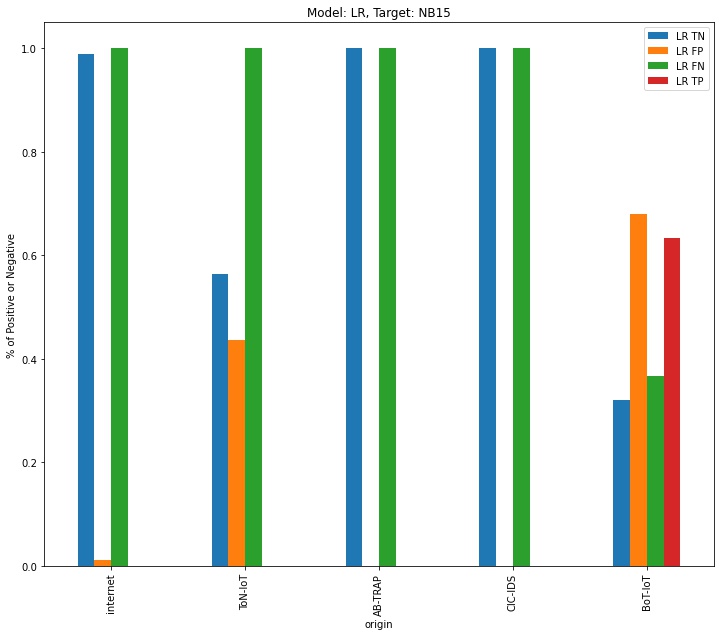 Model: LR, Target: NB15
LR TN
LR FP
LR FN
LR TP
% of Positive or Negative
1.0
0.8
0.6
0.4
0.2
0.0
internet
ToN-IoT
AB-TRAP
CIC-IDS
BoT-IoT
origin